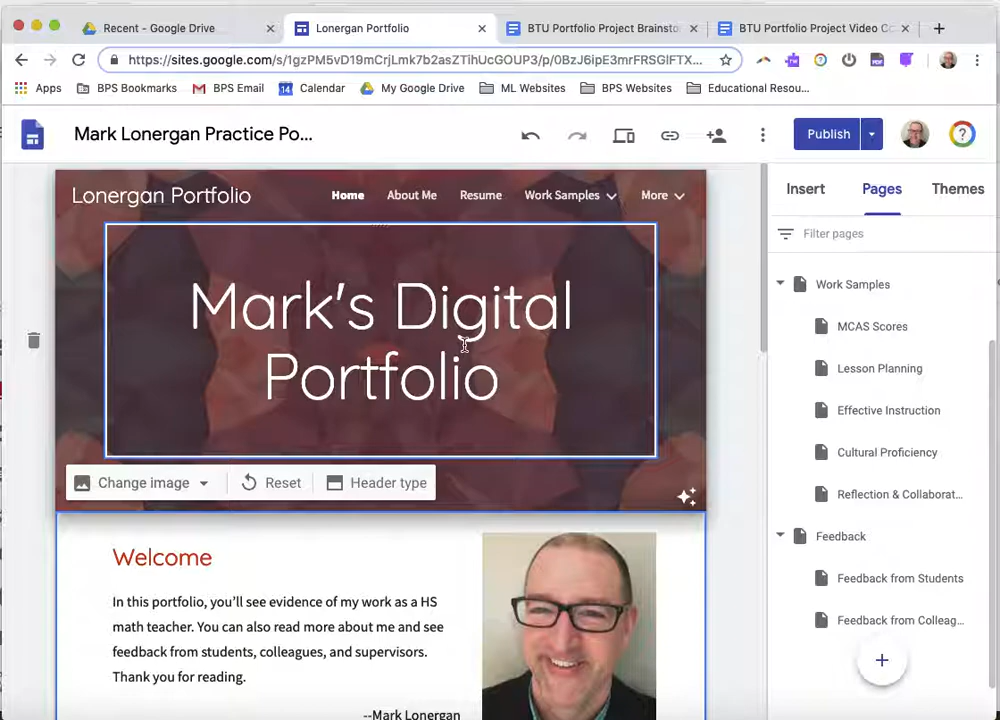 Recent - Google Drive
Lonergan Portfolio
BTU Portfolio Project Brainsto
BTU Portfolio Project Video Co
https://sites.google.com/s/1gzPM5vD19mCrjLmk7b2asZTihUcGOUP3/p/0BzJ6ipE3mrFRSGlFTX...
Apps
BPS Bookmarks
BPS Email
Calendar
My Google Drive
ML Websites
BPS Websites
Educational Resou...
Mark Lonergan Practice Po...
Publish
Lonergan Portfolio
Home
About Me
Resume
Work Samples
More
Mark's Digital
Portfolio
Change image
Reset
Header type
Welcome
In this portfolio, you'll see evidence of my work as a HS
math teacher. You can also read more about me and see
feedback from students, colleagues, and supervisors.
Thank you for reading.
--Mark Lonergan
Insert
Pages
Themes
Filter pages
Work Samples
MCAS Scores
Lesson Planning
Effective Instruction
Cultural Proficiency
Reflection & Collaborat...
Feedback
Feedback from Students
Feedback from Colleag...